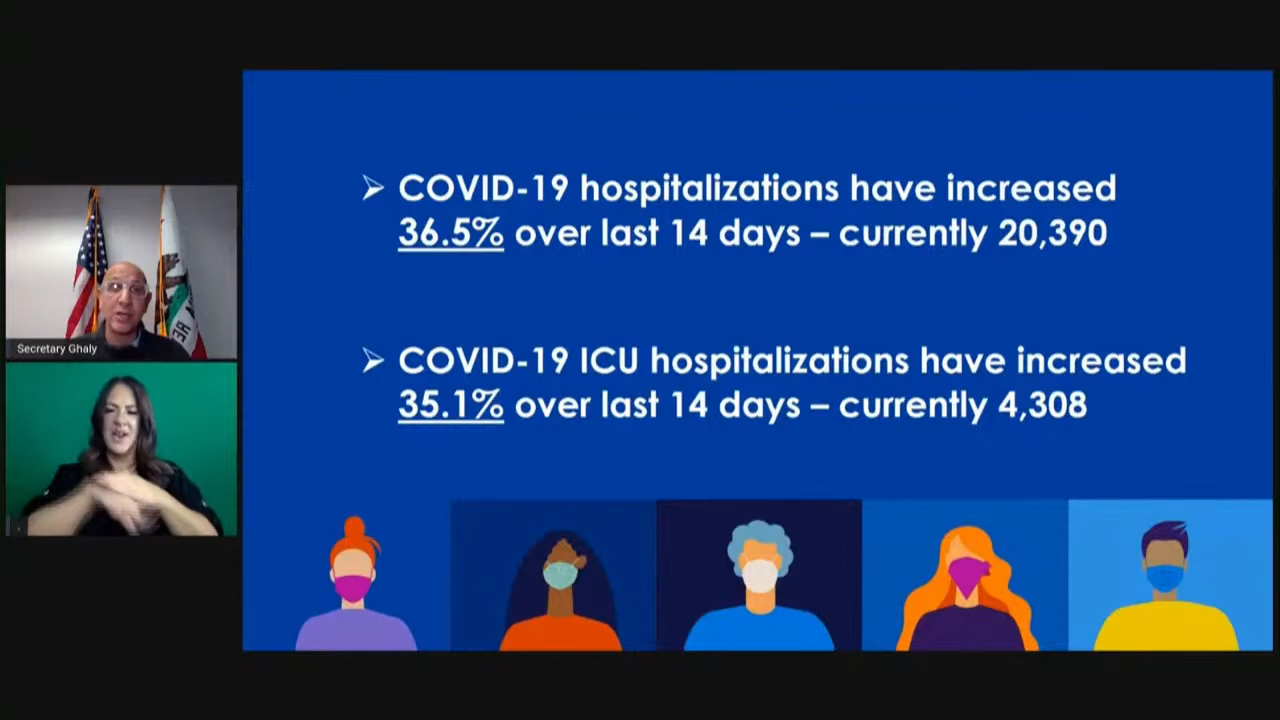 ➢ COVID-19 hospitalizations have increased
36.5% over last 14 days – currently 20,390
➢ COVID-19 ICU hospitalizations have increased
35.1% over last 14 days – currently 4,308
Secretary Ghaly